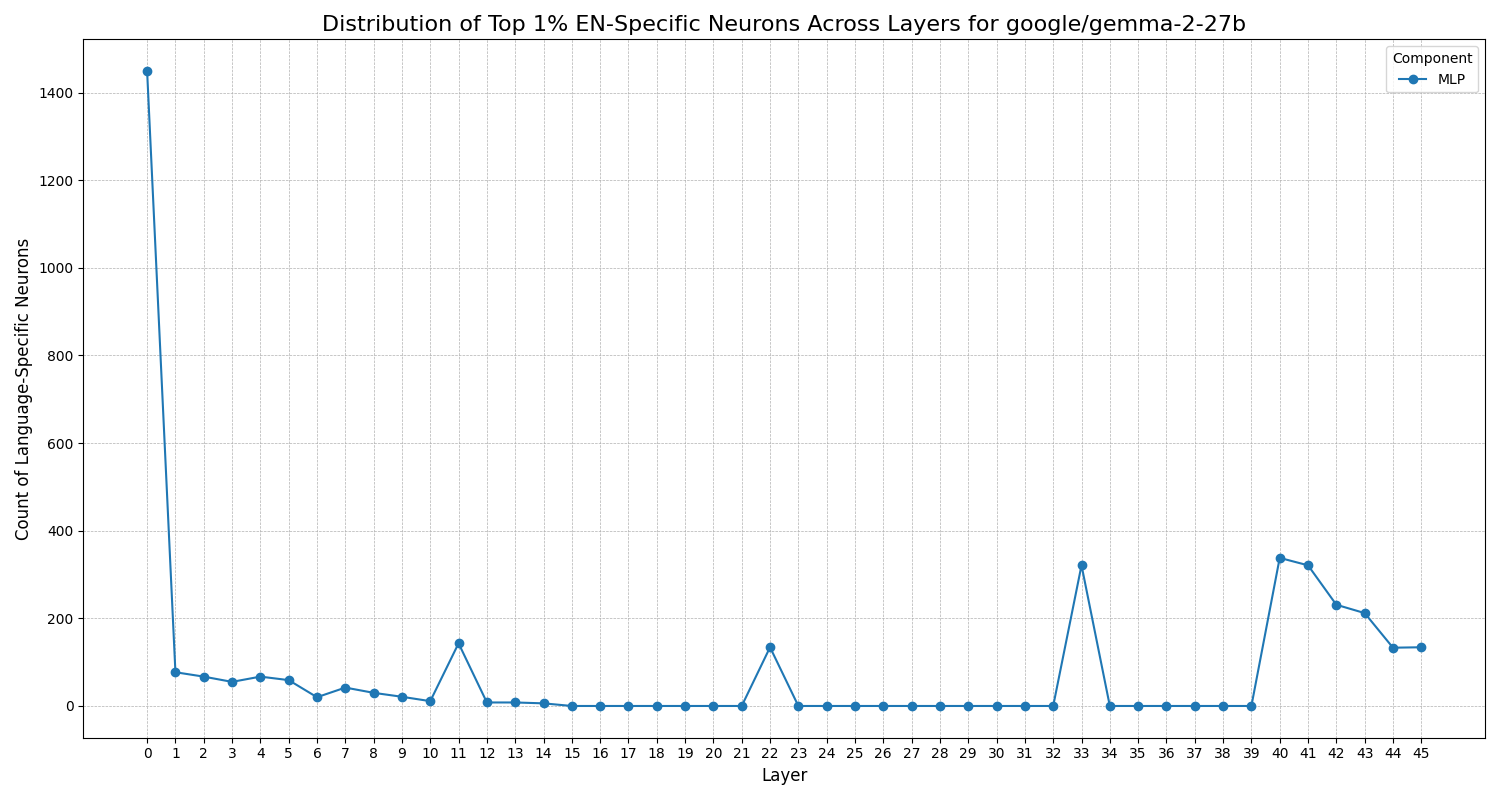 Distribution of Top 1% EN-Specific Neurons Across Layers for google/gemma-2-27b
Component
MLP
Count of Language-Specific Neurons
1400
1200
1000
800
600
400
200
0
0 1 2 3 4 5 6 7 8 9 10 11 12 13 14 15 16 17 18 19 20 21 22 23 24 25 26 27 28 29 30 31 32 33 34 35 36 37 38 39 40 41 42 43 44 45
Layer